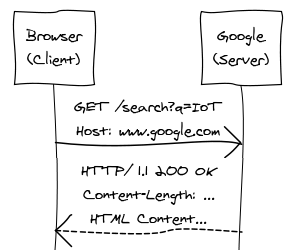 Browser
(Client)
Google
(Server)
GET /search?q=IoT
Host: www.google.com
HTTP/1.1 200 OK
Content-Length: ...
HTML Content...